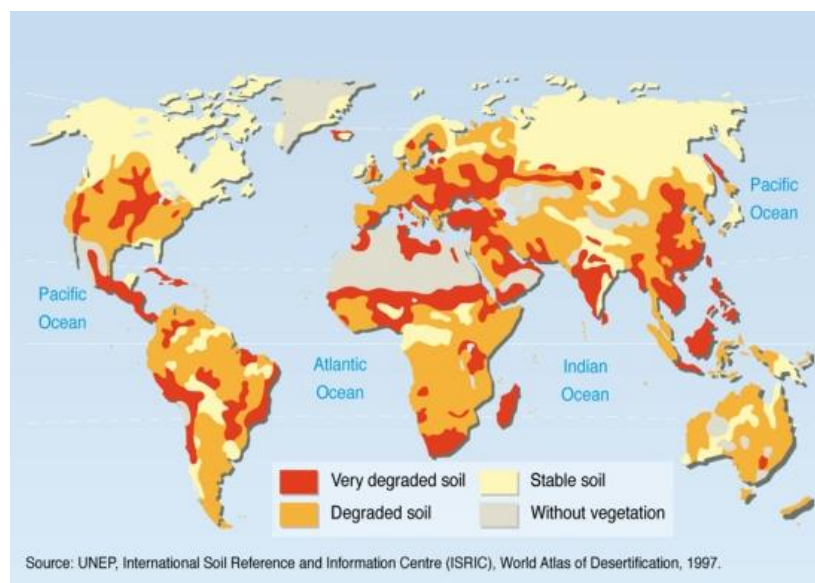 Pacific
Ocean
Pacific
Ocean
Atlantic
Ocean
Indian
Ocean
Very degraded soil
Stable soil
Degraded soil
Without vegetation
Source: UNEP, International Soil Reference and Information Centre (ISRIC), World Atlas of Desertification, 1997.